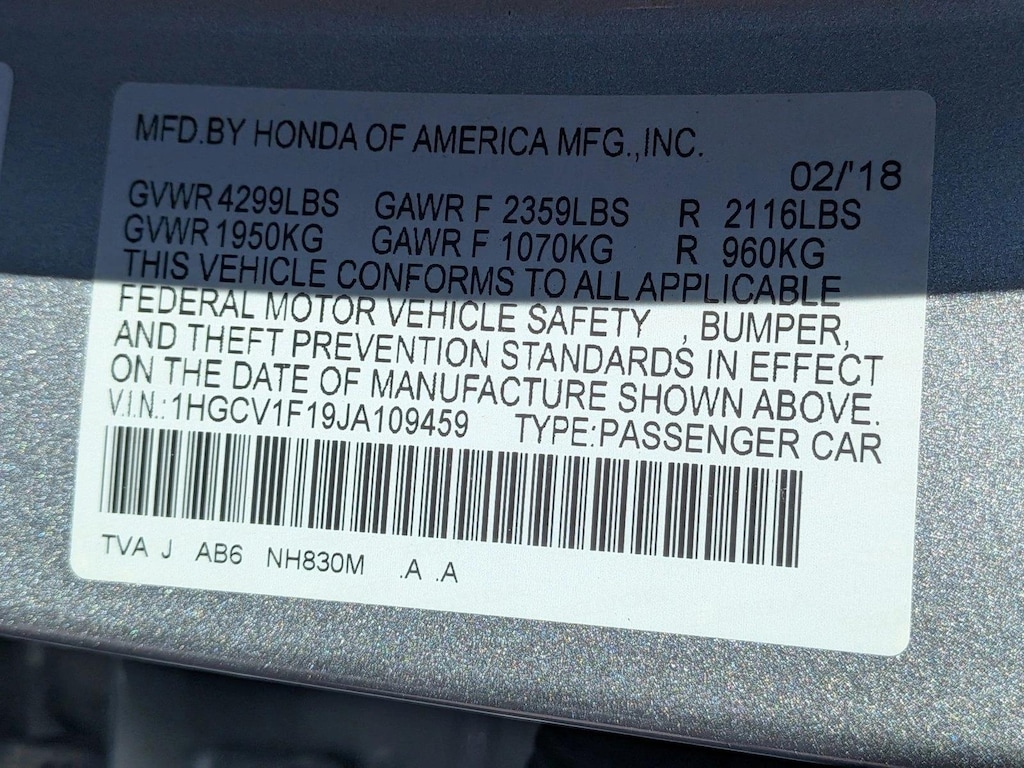 MFD.BY HONDA OF AMERICA MFG.,INC.
02/'18
GVWR 4299LBS GAWR F 2359LBS R 2116LBS
GVWR 1950KG GAWR F 1070KG R 960KG
THIS VEHICLE CONFORMS TO ALL APPLICABLE
FEDERAL MOTOR VEHICLE SAFETY , BUMPER,
AND THEFT PREVENTION STANDARDS IN EFFECT
ON THE DATE OF MANUFACTURE SHOWN ABOVE.
V.I.N.:1HGCV1F19JA109459 TYPE:PASSENGER CAR
TVA J AB6 NH830M .A .A